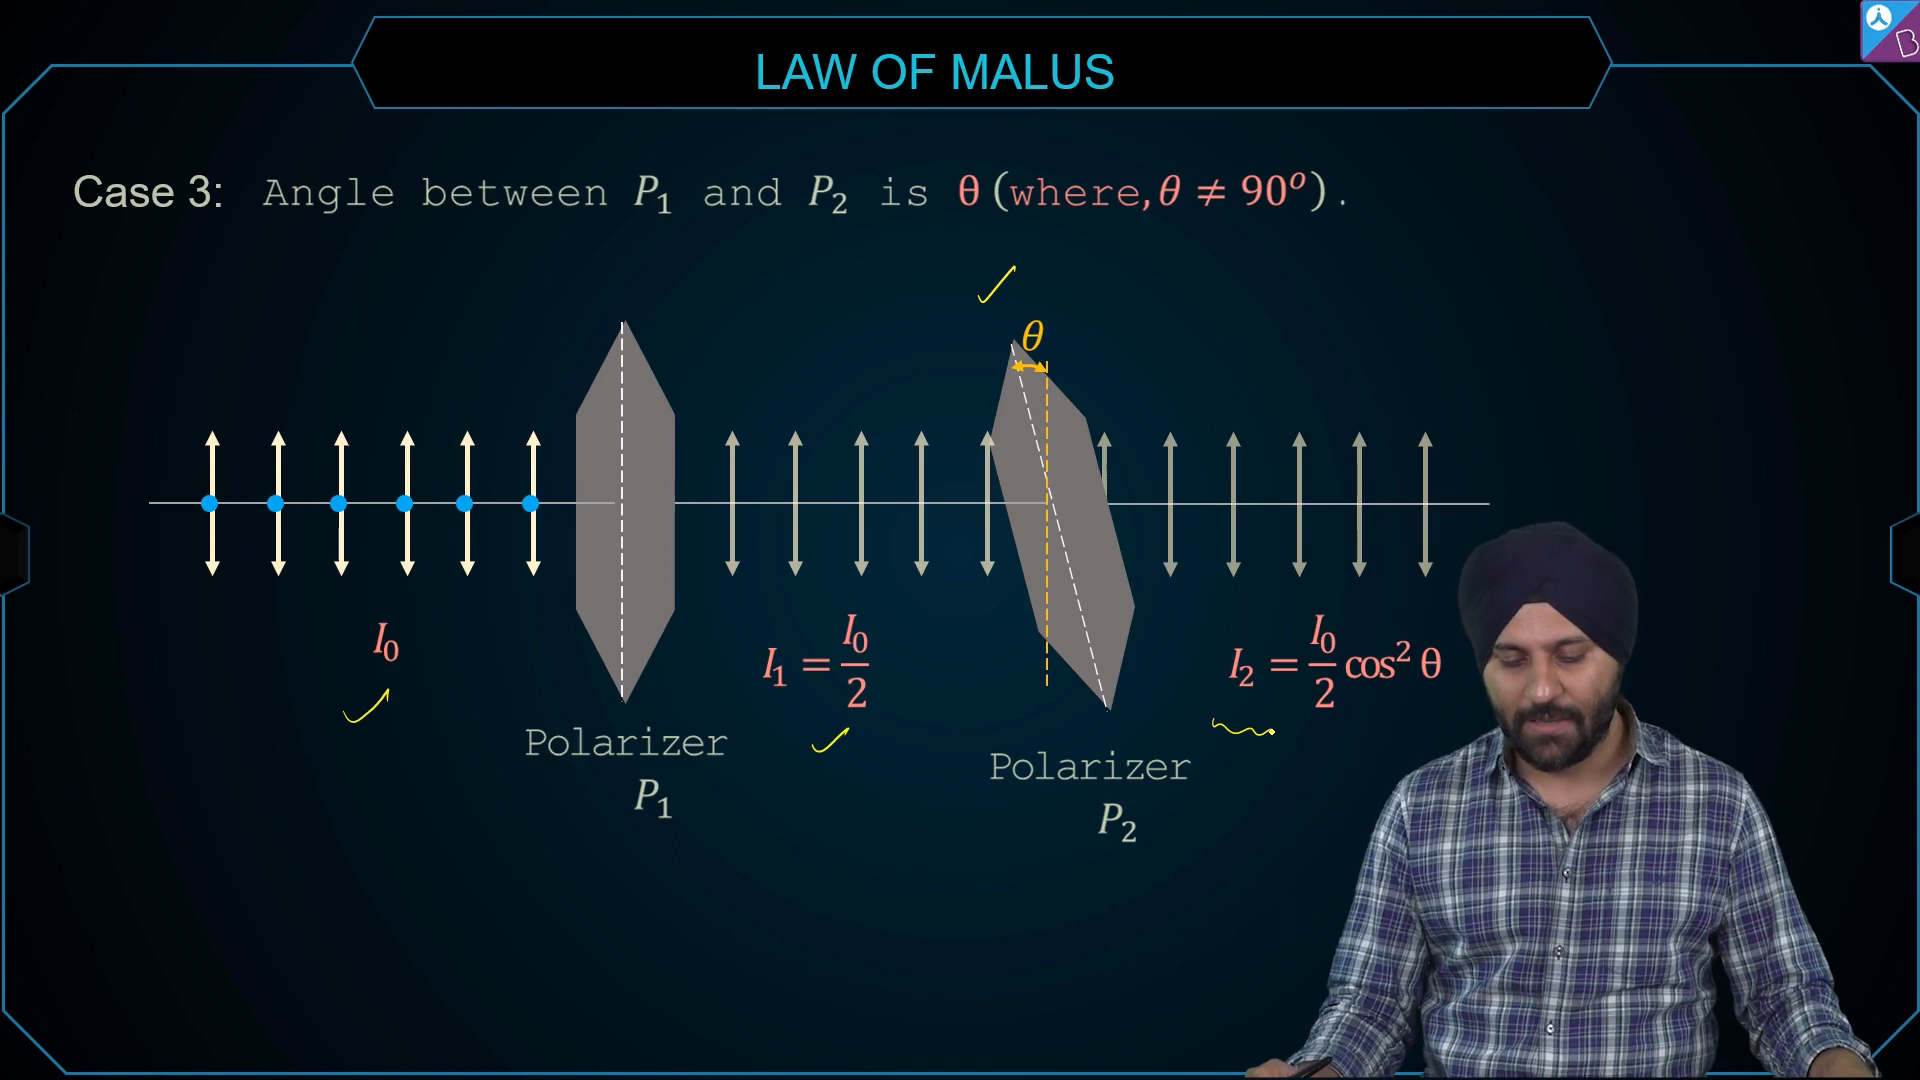 LAW OF MALUS
Case 3: Angle between P₁ and P₂ is θ (where, θ ≠ 90°).
θ
I₀
I₁ = I₀/2
I₂ = I₀/2 cos² θ
Polarizer
P₁
Polarizer
P₂
B